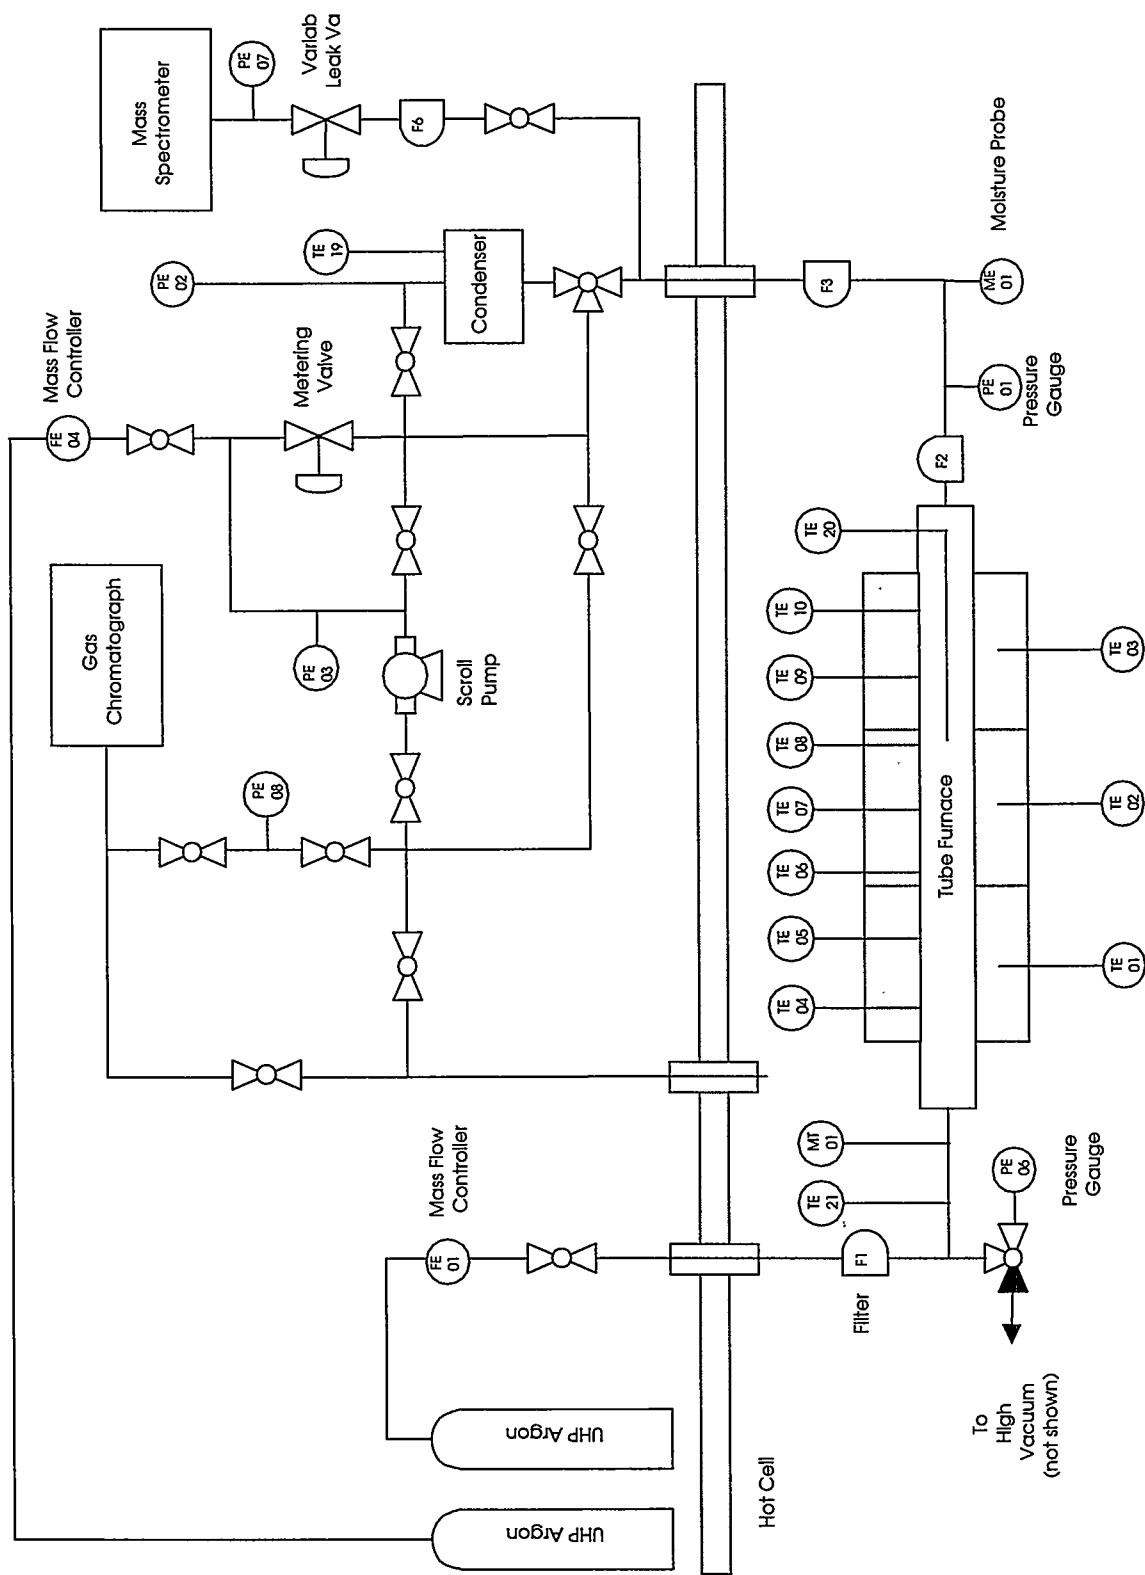 Mass
Spectrometer
PE
07
Varlab
Leak Va
F6
PE
02
TE
19
Condenser
Mass Flow
Controller
FE
04
Metering
Valve
Gas
Chromatograph
PE
03
Scroll
Pump
PE
08
Mass Flow
Controller
FE
01
UHP Argon
UHP Argon
Hot Cell
F3
ME
01
Moisture Probe
PE
01
Pressure
Gauge
F2
TE
20
TE
10
TE
09
TE
08
TE
07
TE
06
TE
05
TE
04
Tube Furnace
TE
03
TE
02
TE
01
MT
01
TE
21
F1
Filter
PE
06
Pressure
Gauge
To
High
Vacuum
(not shown)